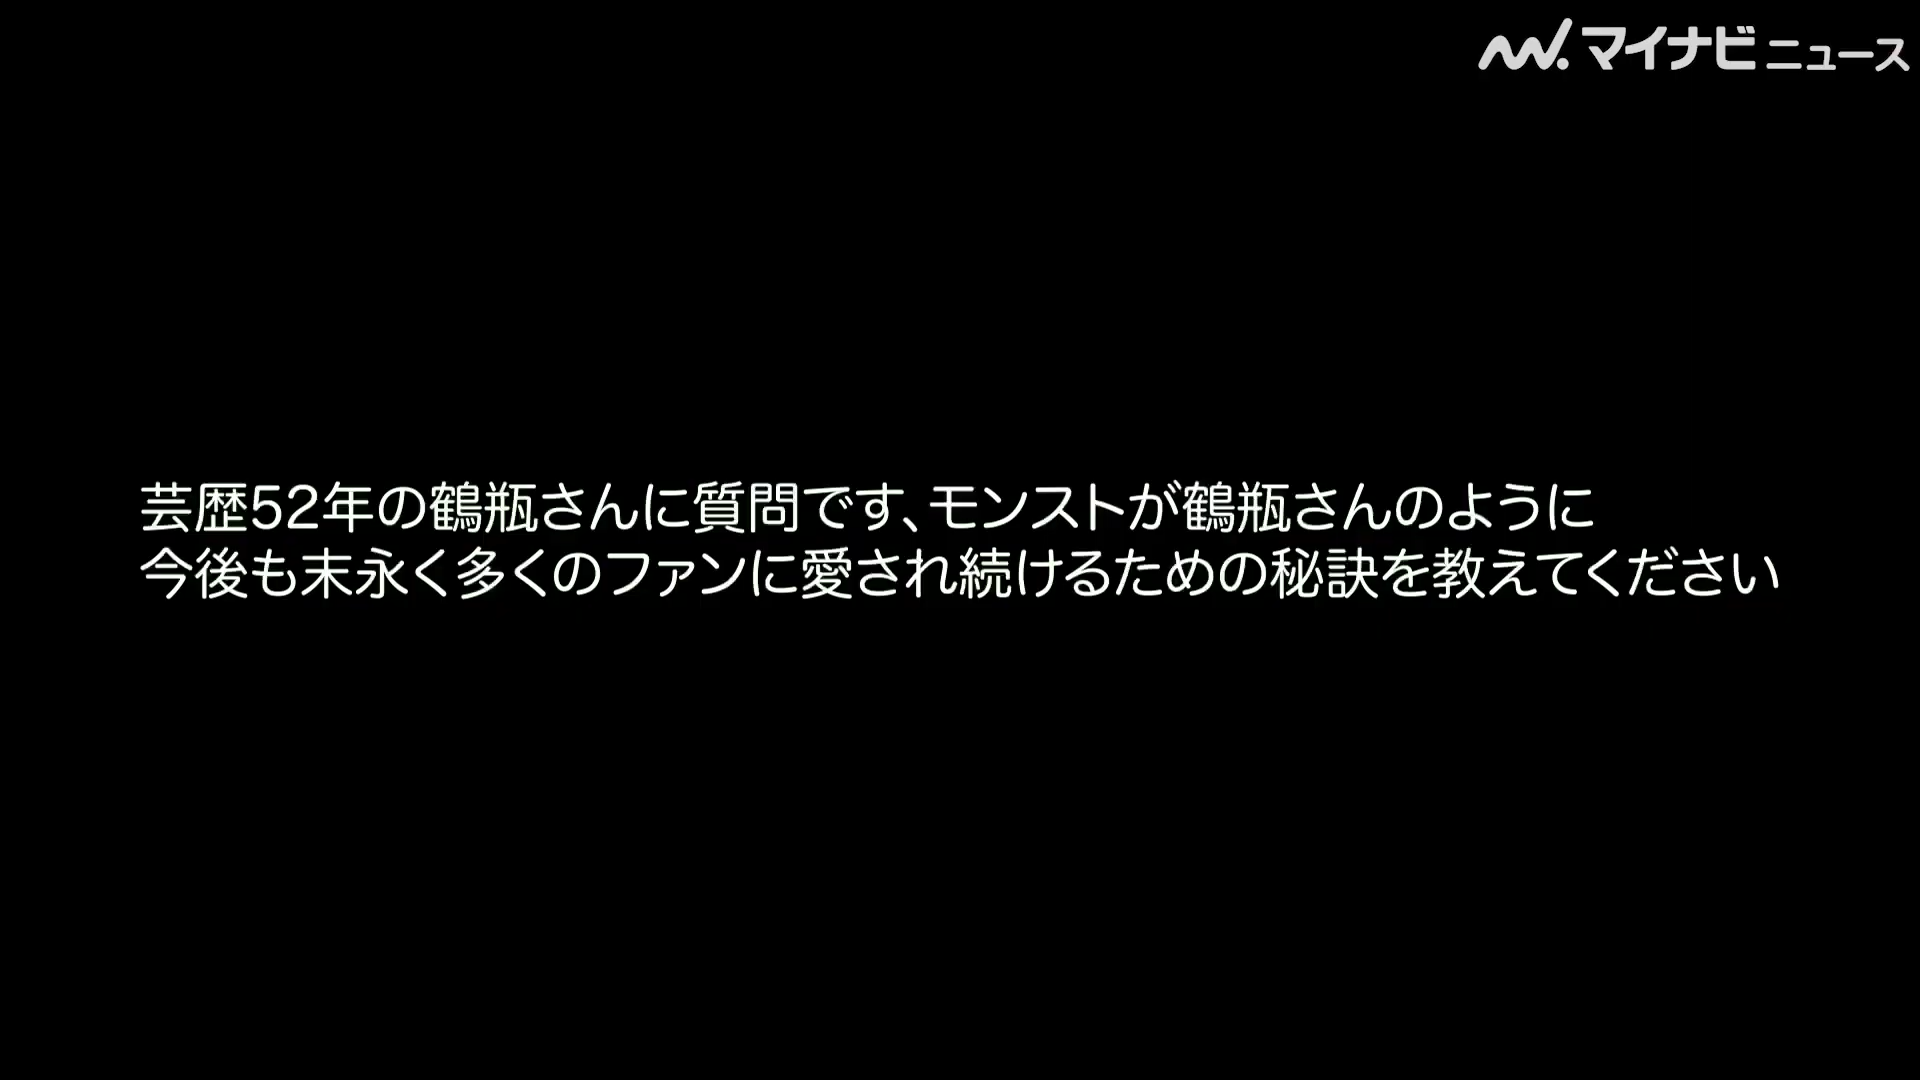 マイナビニュース
芸歴52年の鶴瓶さんに質問です、モンストが鶴瓶さんのように
今後も末永く多くのファンに愛され続けるための秘訣を教えてください